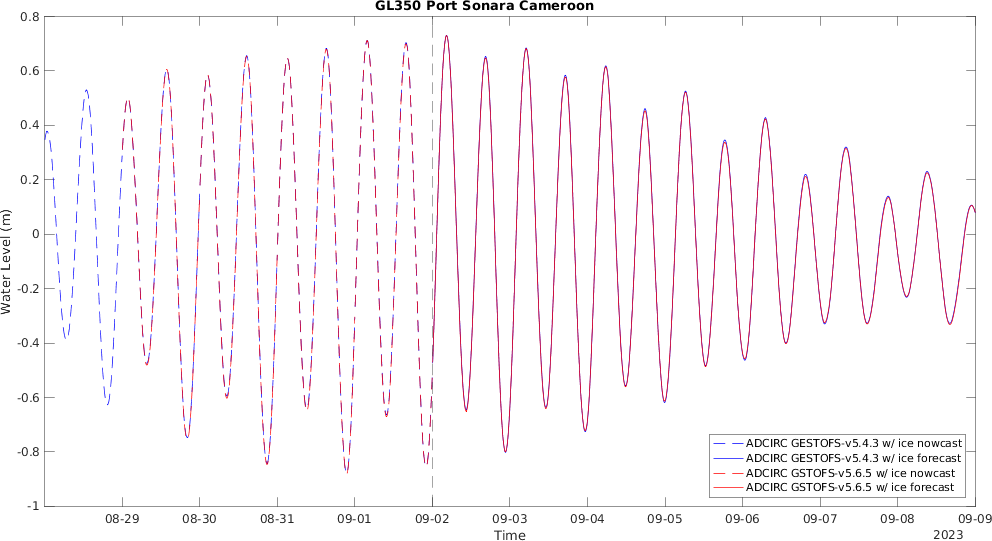 GL350 Port Sonara Cameroon
Water Level (m)
0.8
0.6
0.4
0.2
0
-0.2
-0.4
-0.6
-0.8
-1
ADCIRC GESTOFS-v5.4.3 w/ ice nowcast
ADCIRC GESTOFS-v5.4.3 w/ ice forecast
ADCIRC GSTOFS-v5.6.5 w/ ice nowcast
ADCIRC GSTOFS-v5.6.5 w/ ice forecast
08-29 08-30 08-31 09-01 09-02 09-03 09-04 09-05 09-06 09-07 09-08 09-09
Time
2023